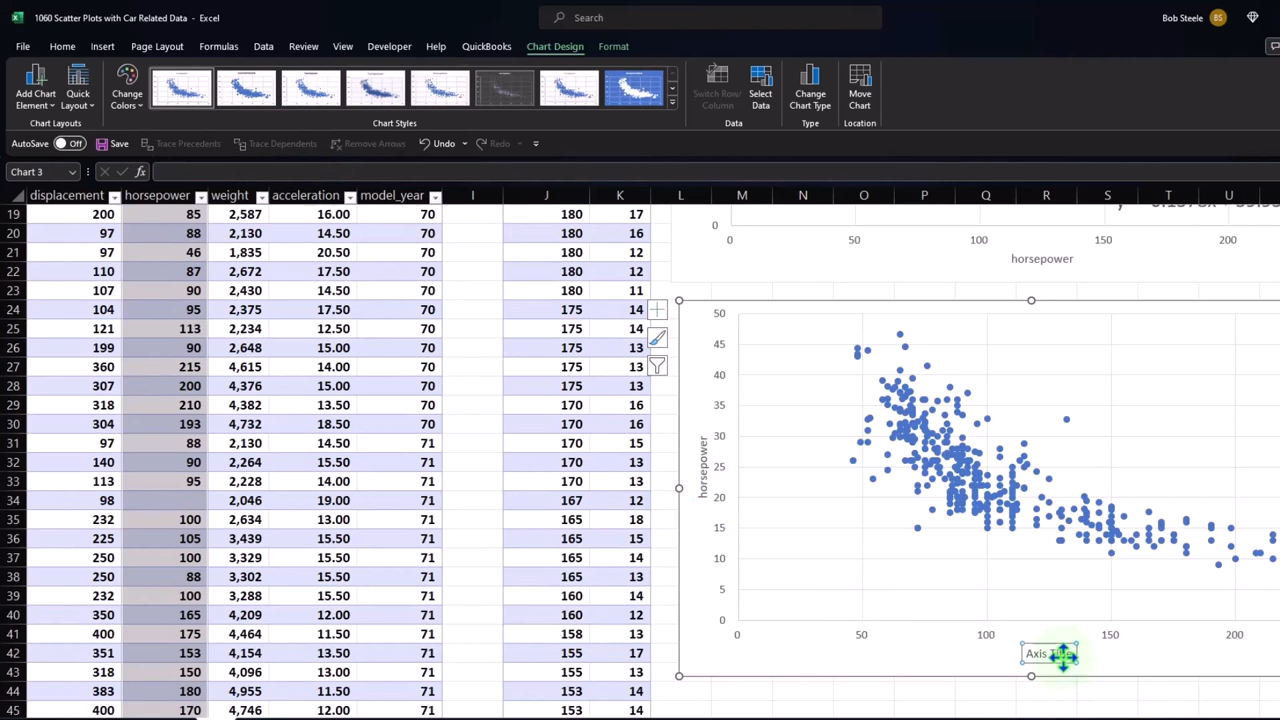 1060 Scatter Plots with Car Related Data - Excel
Search
Bob Steele BS
File Home Insert Page Layout Formulas Data Review View Developer Help QuickBooks Chart Design Format
Add Chart Element
Quick Layout
Change Colors
Switch Row/ Column
Select Data
Change Chart Type
Move Chart
Chart Layouts Chart Styles Data Type Location
AutoSave Off Save Trace Precedents Trace Dependents Remove Arrows Undo Redo
Chart 3 fx
displacement horsepower weight acceleration model_year I J K L M N O P Q R S T U
19 200 85 2,587 16.00 70 180 17
20 97 88 2,130 14.50 70 180 16
21 97 46 1,835 20.50 70 180 12
22 110 87 2,672 17.50 70 180 12
23 107 90 2,430 14.50 70 180 11
24 104 95 2,375 17.50 70 175 14
25 121 113 2,234 12.50 70 175 14
26 199 90 2,648 15.00 70 175 13
27 360 215 4,615 14.00 70 175 13
28 307 200 4,376 15.00 70 175 13
29 318 210 4,382 13.50 70 170 16
30 304 193 4,732 18.50 70 170 16
31 97 88 2,130 14.50 71 170 15
32 140 90 2,264 15.50 71 170 13
33 113 95 2,228 14.00 71 170 13
34 98 2,046 19.00 71 167 12
35 232 100 2,634 13.00 71 165 18
36 225 105 3,439 15.50 71 165 15
37 250 100 3,329 15.50 71 165 14
38 250 88 3,302 15.50 71 165 13
39 232 100 3,288 15.50 71 160 14
40 350 165 4,209 12.00 71 160 12
41 400 175 4,464 11.50 71 158 13
42 351 153 4,154 13.50 71 155 17
43 318 150 4,096 13.00 71 155 13
44 383 180 4,955 11.50 71 153 14
45 400 170 4,746 12.00 71 153 14
0
0 50 100 150 200
horsepower
50
45
40
35
30
25
20
15
10
5
0
horsepower
0 50 100 150 200
Axis